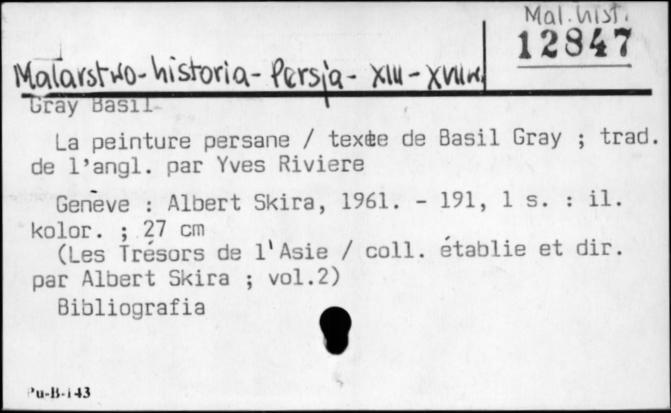 Mal. hist.
12847
Malarstwo - historia - Persja - XIII - XVIII w.
Gray Basil
La peinture persane / texte de Basil Gray ; trad.
de l'angl. par Yves Riviere
Genève : Albert Skira, 1961. - 191, 1 s. : il.
kolor. ; 27 cm
(Les Trésors de l'Asie / coll. établie et dir.
par Albert Skira ; vol.2)
Bibliografia
Pu-B-143